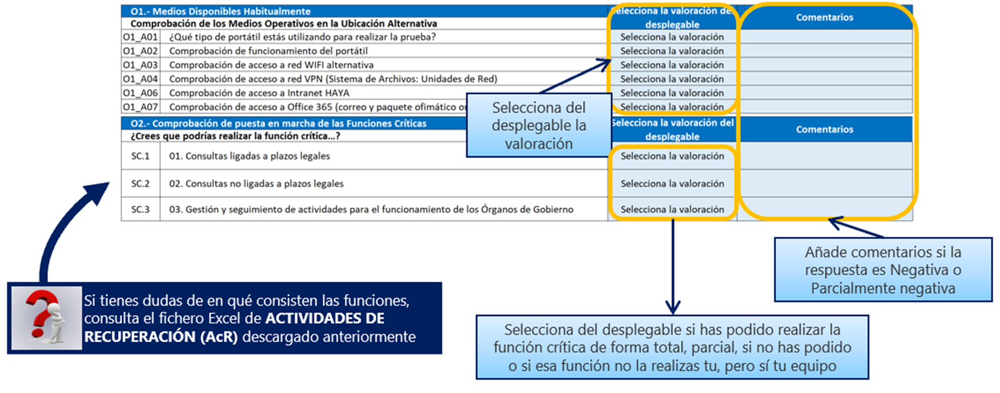 O1.- Medios Disponibles Habitualmente
Selecciona la valoración del
desplegable
Comentarios
Comprobación de los Medios Operativos en la Ubicación Alternativa
O1_A01 ¿Qué tipo de portátil estás utilizando para realizar la prueba? Selecciona la valoración
O1_A02 Comprobación de funcionamiento del portátil Selecciona la valoración
O1_A03 Comprobación de acceso a red WIFI alternativa Selecciona la valoración
O1_A04 Comprobación de acceso a red VPN (Sistema de Archivos: Unidades de Red) Selecciona la valoración
O1_A06 Comprobación de acceso a Intranet HAYA Selecciona la valoración
O1_A07 Comprobación de acceso a Office 365 (correo y paquete ofimático Selecciona la valoración
Selecciona del
desplegable la
valoración
O2.- Comprobación de puesta en marcha de las Funciones Críticas
Selecciona la valoración del
desplegable
Comentarios
¿Crees que podrías realizar la función crítica...?
SC.1 01. Consultas ligadas a plazos legales Selecciona la valoración
SC.2 02. Consultas no ligadas a plazos legales Selecciona la valoración
SC.3 03. Gestión y seguimiento de actividades para el funcionamiento de los Órganos de Gobierno Selecciona la valoración
Añade comentarios si la
respuesta es Negativa o
Parcialmente negativa
Si tienes dudas de en qué consisten las funciones,
consulta el fichero Excel de ACTIVIDADES DE
RECUPERACIÓN (AcR) descargado anteriormente
Selecciona del desplegable si has podido realizar la
función crítica de forma total, parcial, si no has podido
o si esa función no la realizas tu, pero sí tu equipo